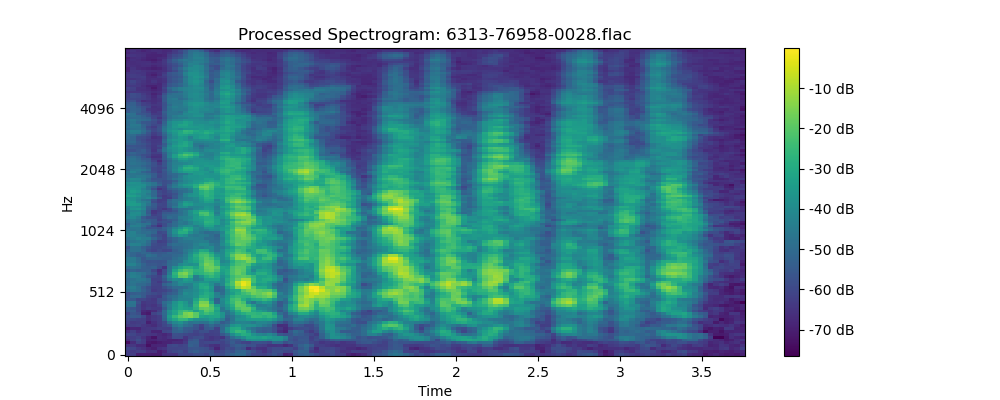 Processed Spectrogram: 6313-76958-0028.flac
4096
2048
1024
512
0
Hz
0
0.5
1
1.5
2
2.5
3
3.5
Time
-10 dB
-20 dB
-30 dB
-40 dB
-50 dB
-60 dB
-70 dB